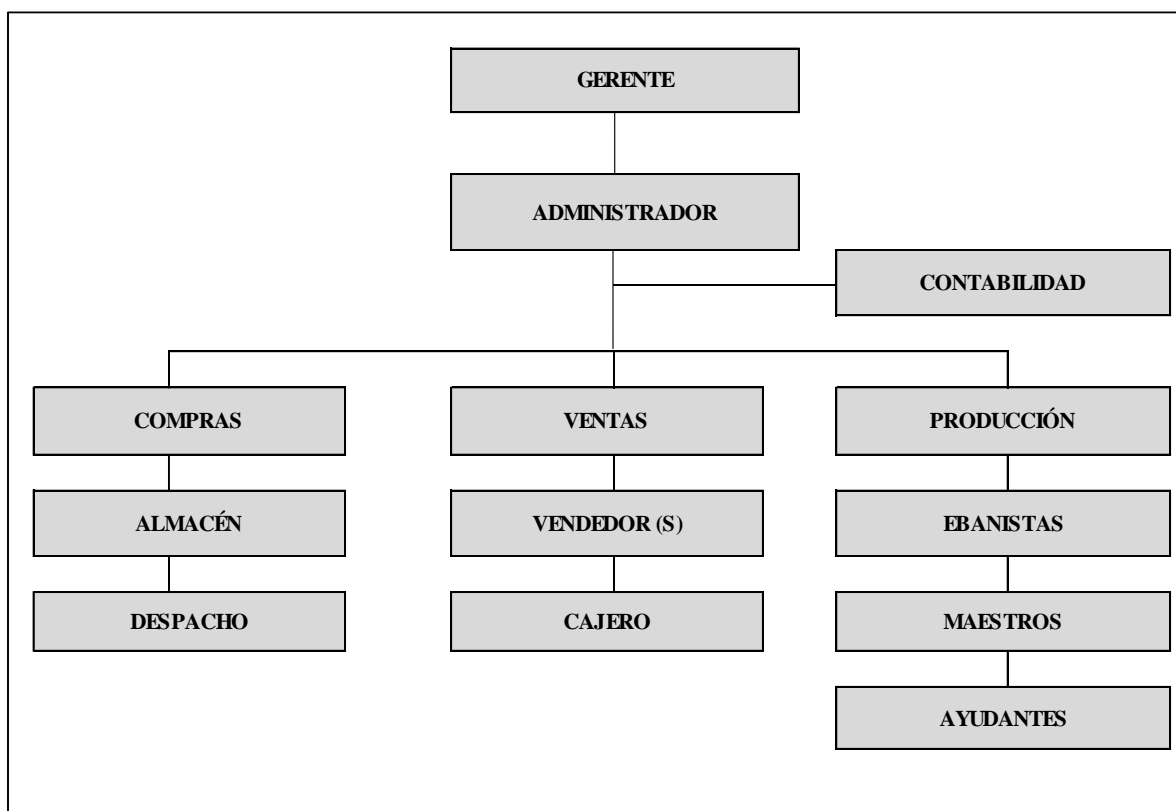 GERENTE
ADMINISTRADOR
CONTABILIDAD
COMPRAS
VENTAS
PRODUCCIÓN
ALMACÉN
VENDEDOR (S)
EBANISTAS
DESPACHO
CAJERO
MAESTROS
AYUDANTES